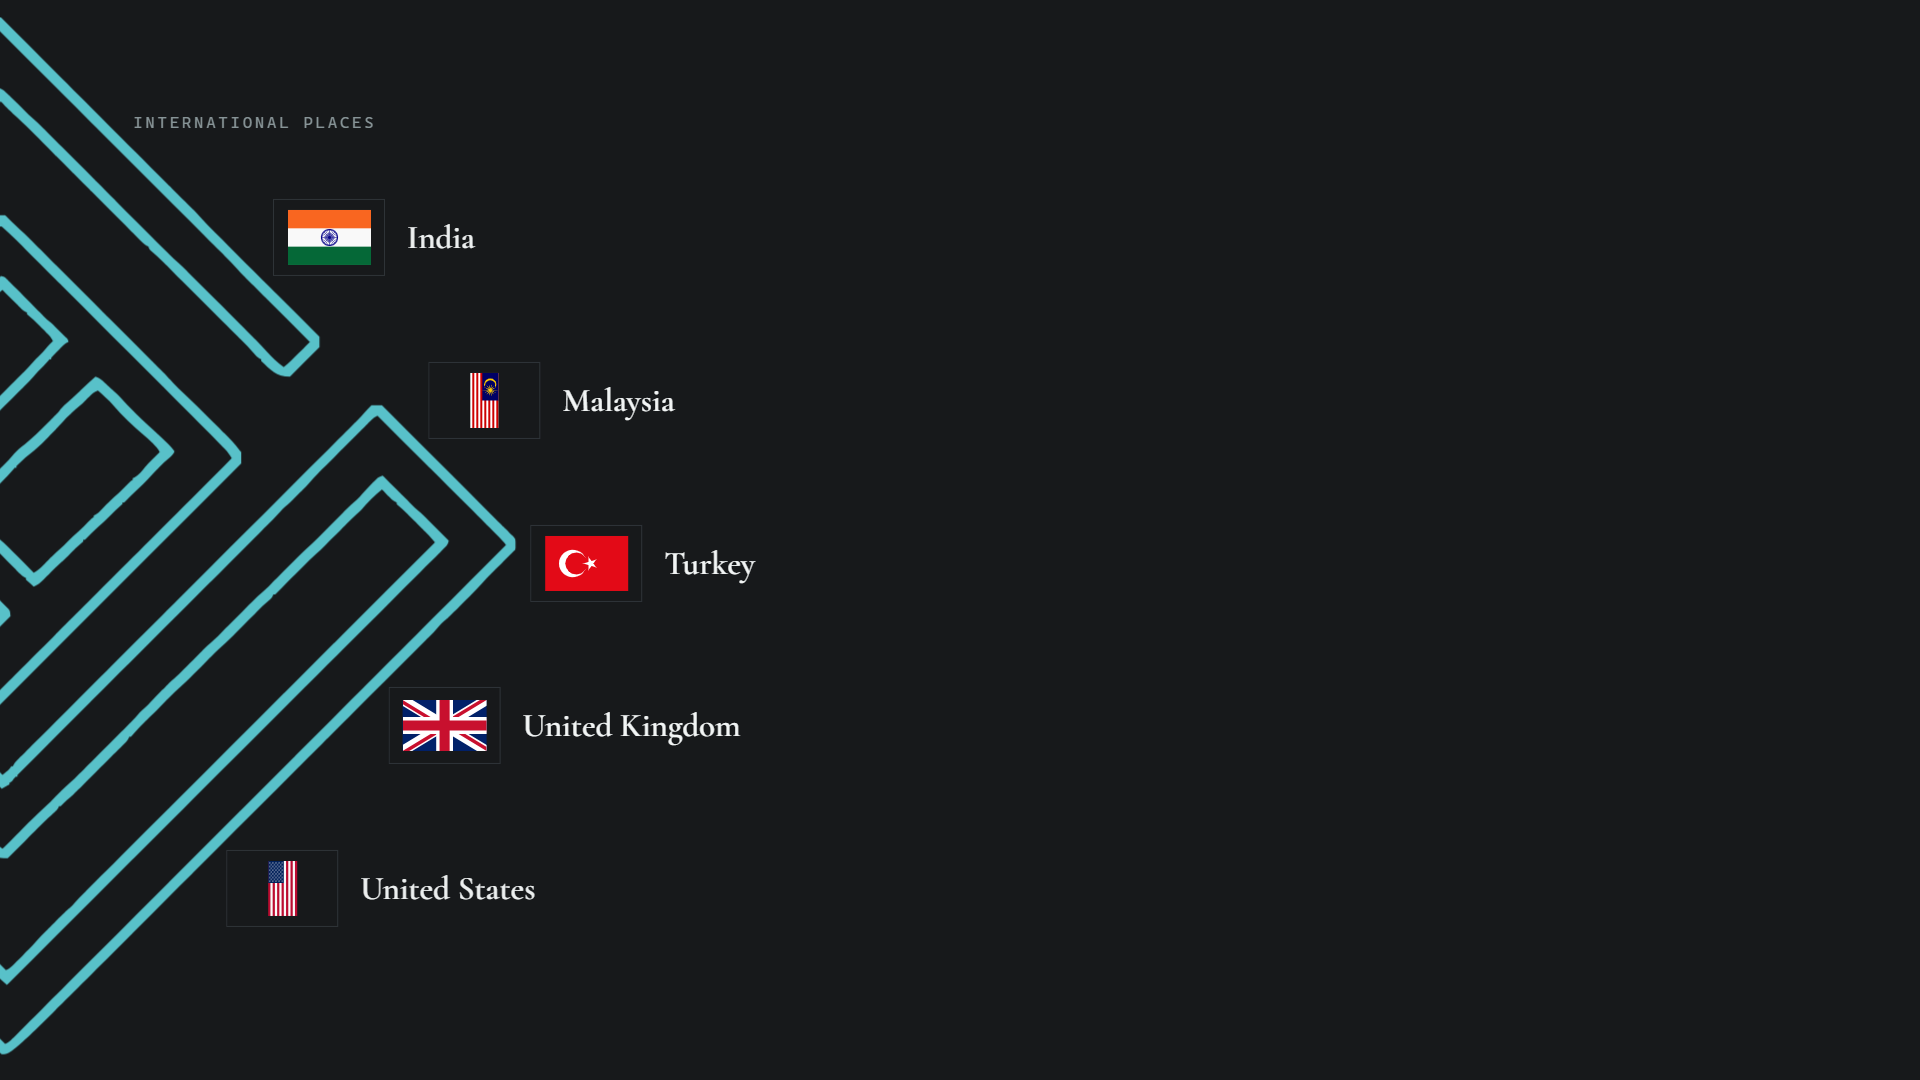 INTERNATIONAL PLACES
India
Malaysia
Turkey
United Kingdom
United States